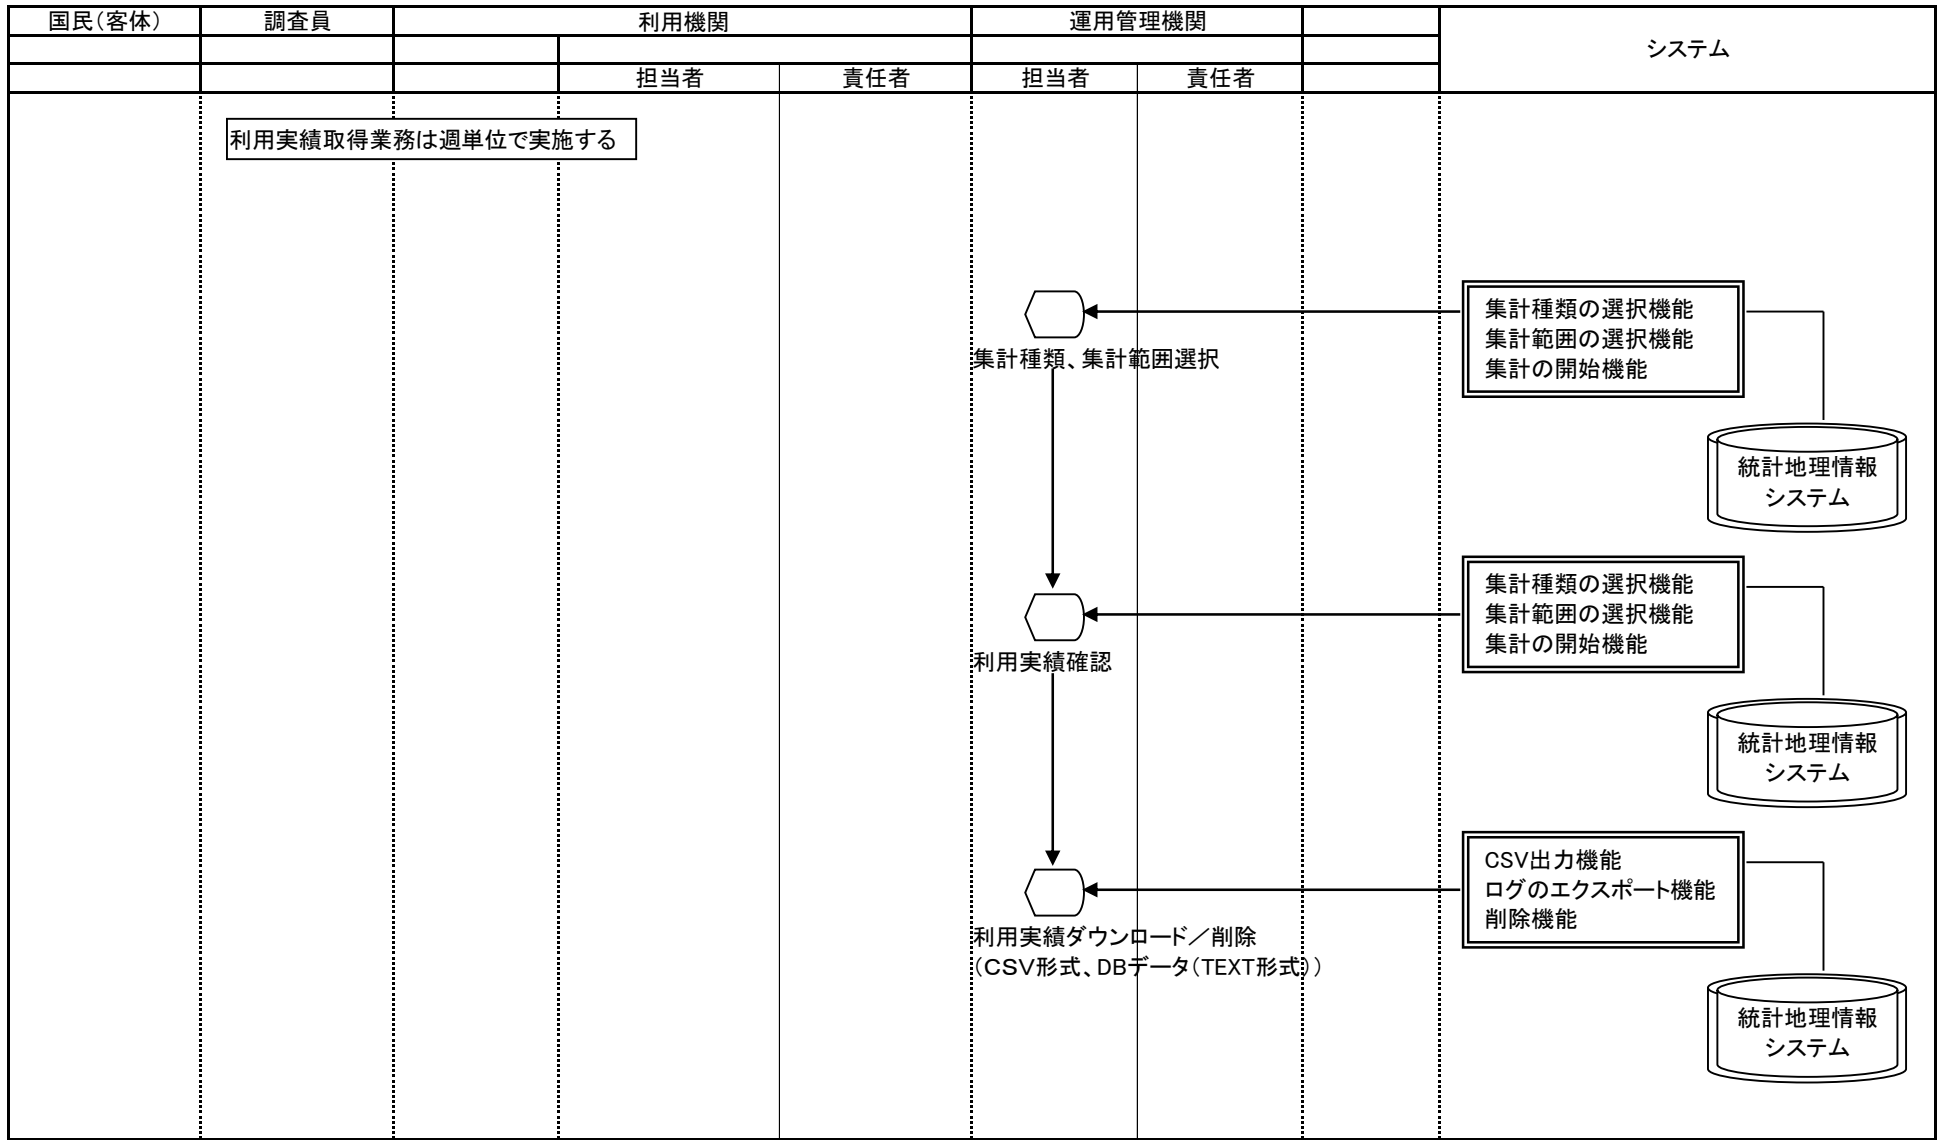 国民（客体）
調査員
利用機関
運用管理機関
システム
担当者
責任者
担当者
責任者
利用実績取得業務は週単位で実施する
集計種類の選択機能
集計範囲の選択機能
集計の開始機能
集計種類、集計範囲選択
統計地理情報
システム
集計種類の選択機能
集計範囲の選択機能
集計の開始機能
利用実績確認
統計地理情報
システム
CSV出力機能
ログのエクスポート機能
削除機能
利用実績ダウンロード／削除
（CSV形式、DBデータ（TEXT形式））
統計地理情報
システム